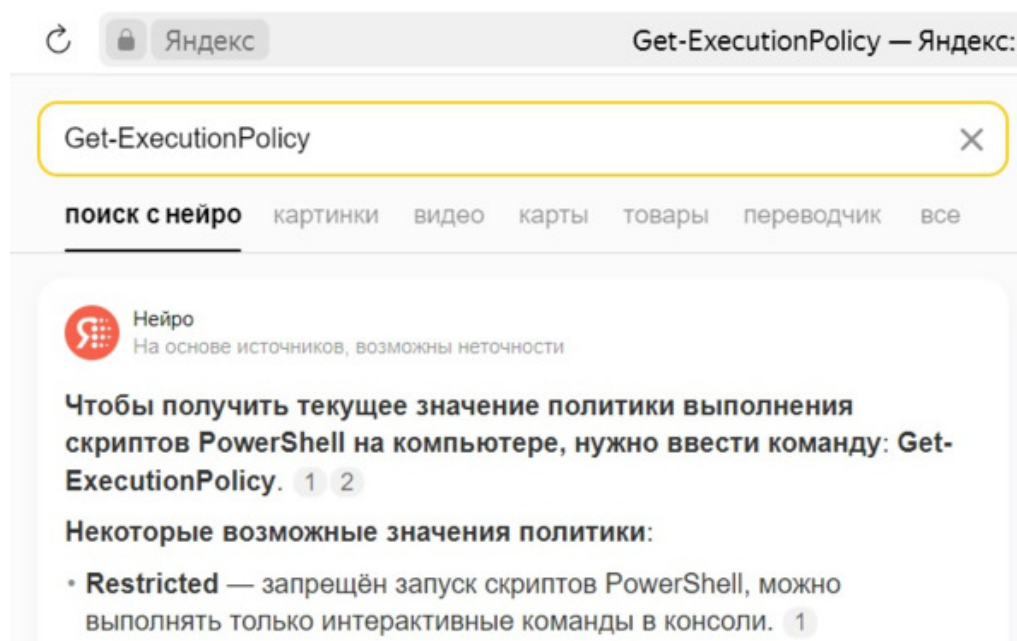 Яндекс Get-ExecutionPolicy — Яндекс:
Get-ExecutionPolicy
поиск с нейро картинки видео карты товары переводчик все
Нейро
На основе источников, возможны неточности
Чтобы получить текущее значение политики выполнения
скриптов PowerShell на компьютере, нужно ввести команду: Get-
ExecutionPolicy. 1 2
Некоторые возможные значения политики:
• Restricted — запрещён запуск скриптов PowerShell, можно
выполнять только интерактивные команды в консоли. 1